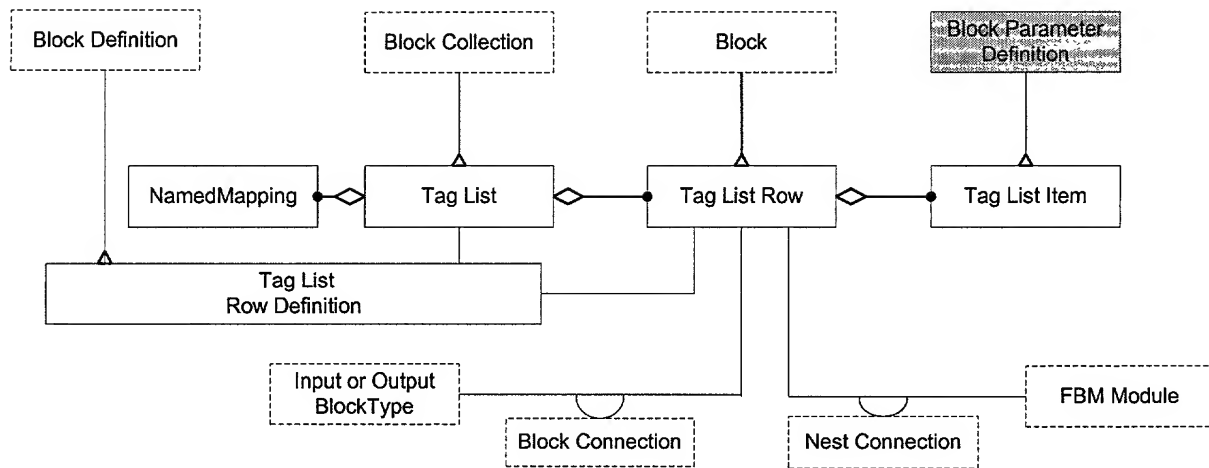 Block Definition
Block Collection
Block
Block Parameter
Definition
NamedMapping
Tag List
Tag List Row
Tag List Item
Tag List
Row Definition
Input or Output
BlockType
Block Connection
Nest Connection
FBM Module